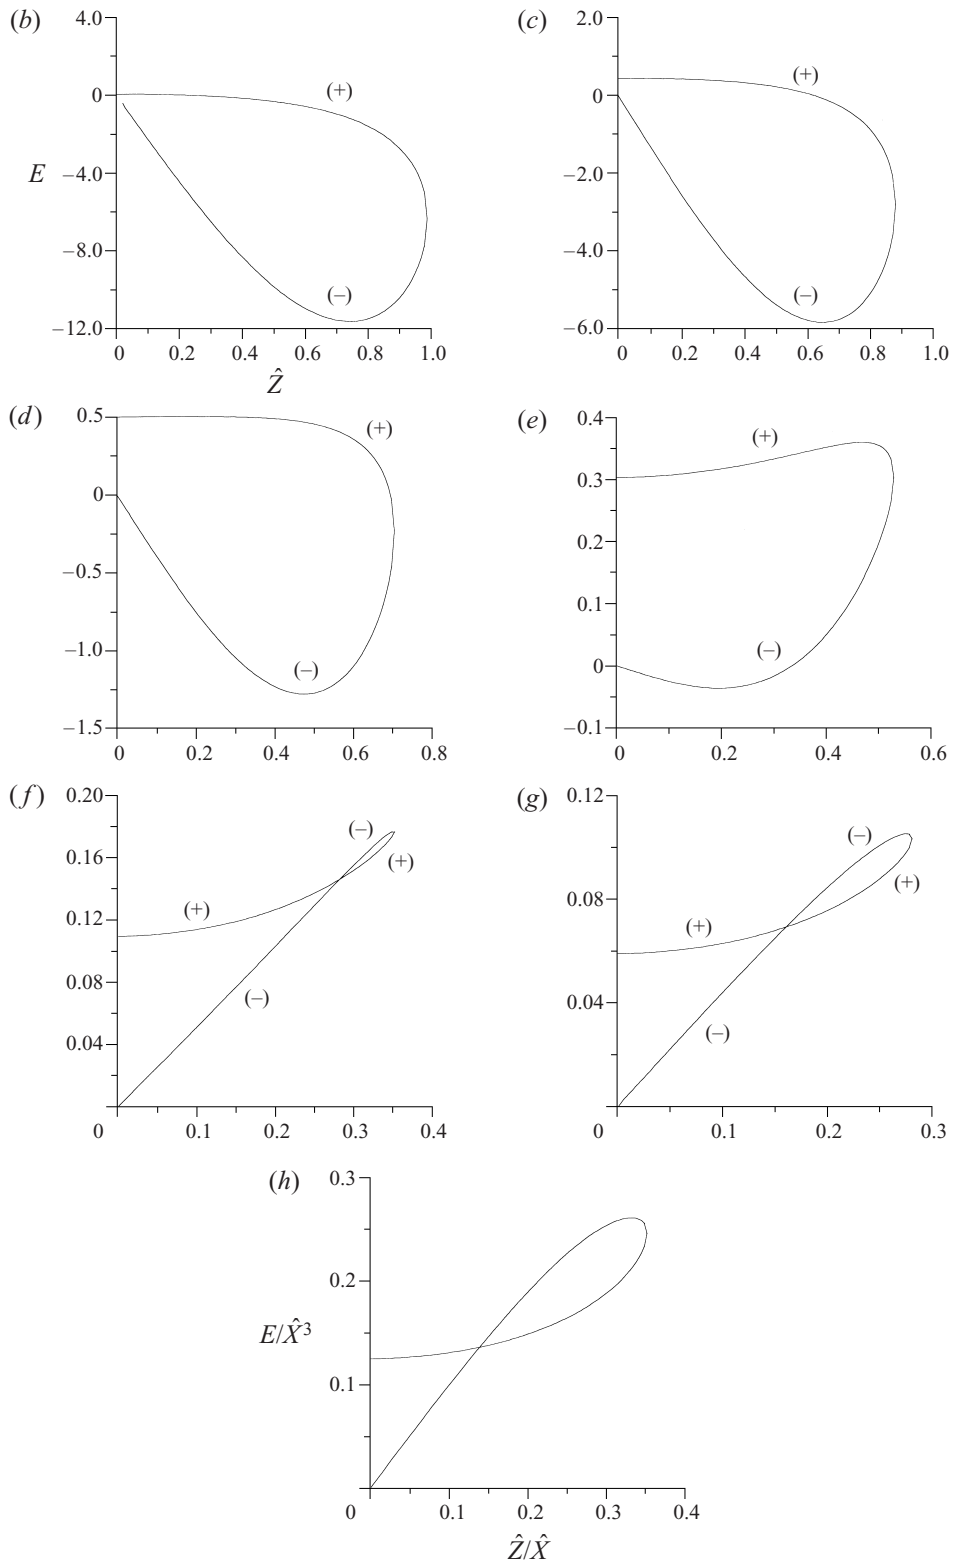 (b) 4.0 (c) 2.0
0 (+) 0 (+)
E −4.0 −2.0
−8.0 −4.0
(–) (–)
−12.0 −6.0
0 0.2 0.4 0.6 0.8 1.0 0 0.2 0.4 0.6 0.8 1.0
Ẑ
(d) 0.5 (+) (e) 0.4 (+)
0 0.3
−0.5 0.2
0.1
−1.0 (–) 0 (–)
−1.5 −0.1
0 0.2 0.4 0.6 0.8 0 0.2 0.4 0.6
(f) 0.20 (g) 0.12
(–) (–)
0.16 (+)
0.08 (+)
(+) (+)
0.12
0.08 (–) 0.04 (–)
0.04
0 0.1 0.2 0.3 0.4 0 0.1 0.2 0.3
(h) 0.3
0.2
E/X̂³
0.1
0 0.1 0.2 0.3 0.4
Ẑ/X̂